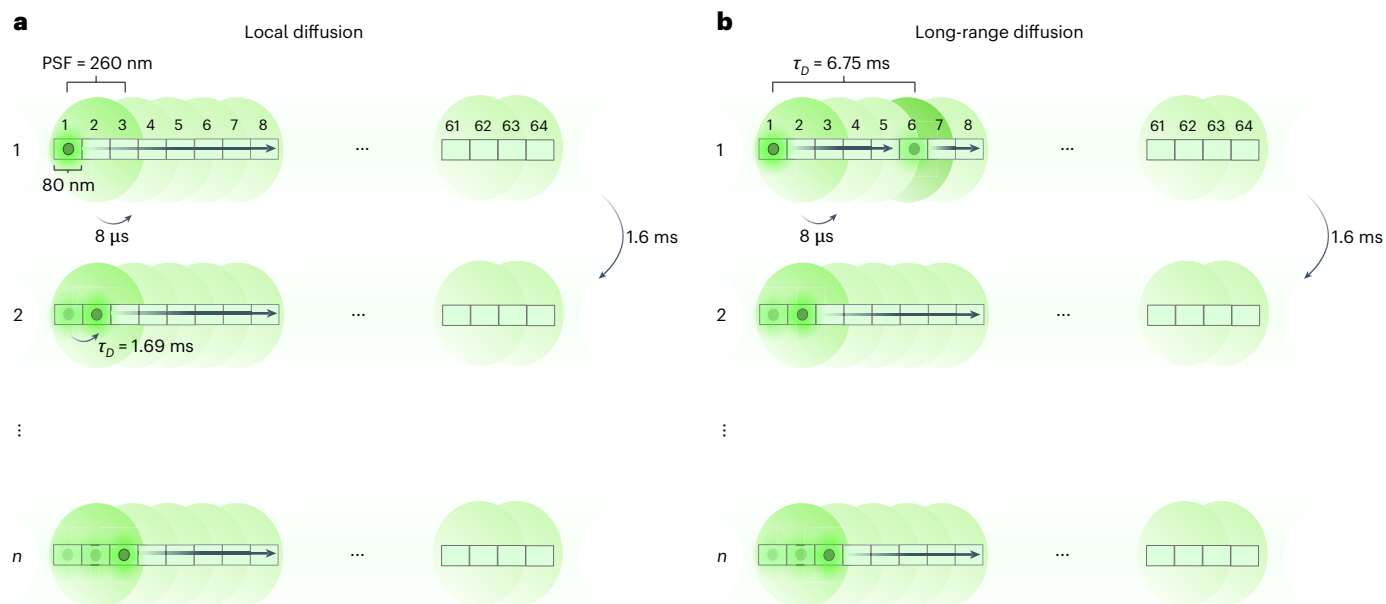 a
Local diffusion
PSF = 260 nm
1 2 3 4 5 6 7 8 ... 61 62 63 64
1
80 nm
8 µs
1.6 ms
2
...
τD = 1.69 ms
⋮
n
...
b
Long-range diffusion
τD = 6.75 ms
1 2 3 4 5 6 7 8 ... 61 62 63 64
1
8 µs
1.6 ms
2
...
⋮
n
...